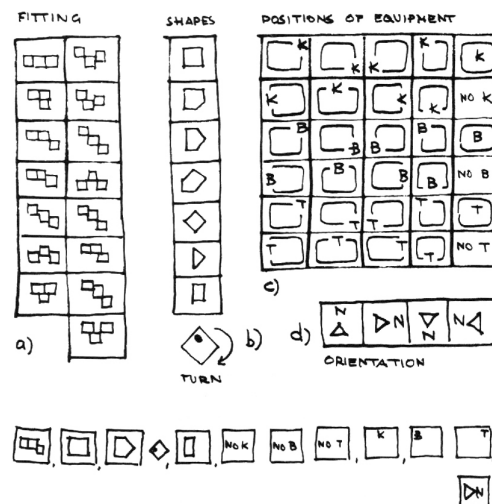 FITTING SHAPES POSITIONS OF EQUIPMENT
K K K K K
K K K K NO K
B B B B B
B B B B NO B
T T T T T
T T T T NO T
c)
a) b) d) N N N N
ORIENTATION
TURN
NO K NO B NO T K B T
N